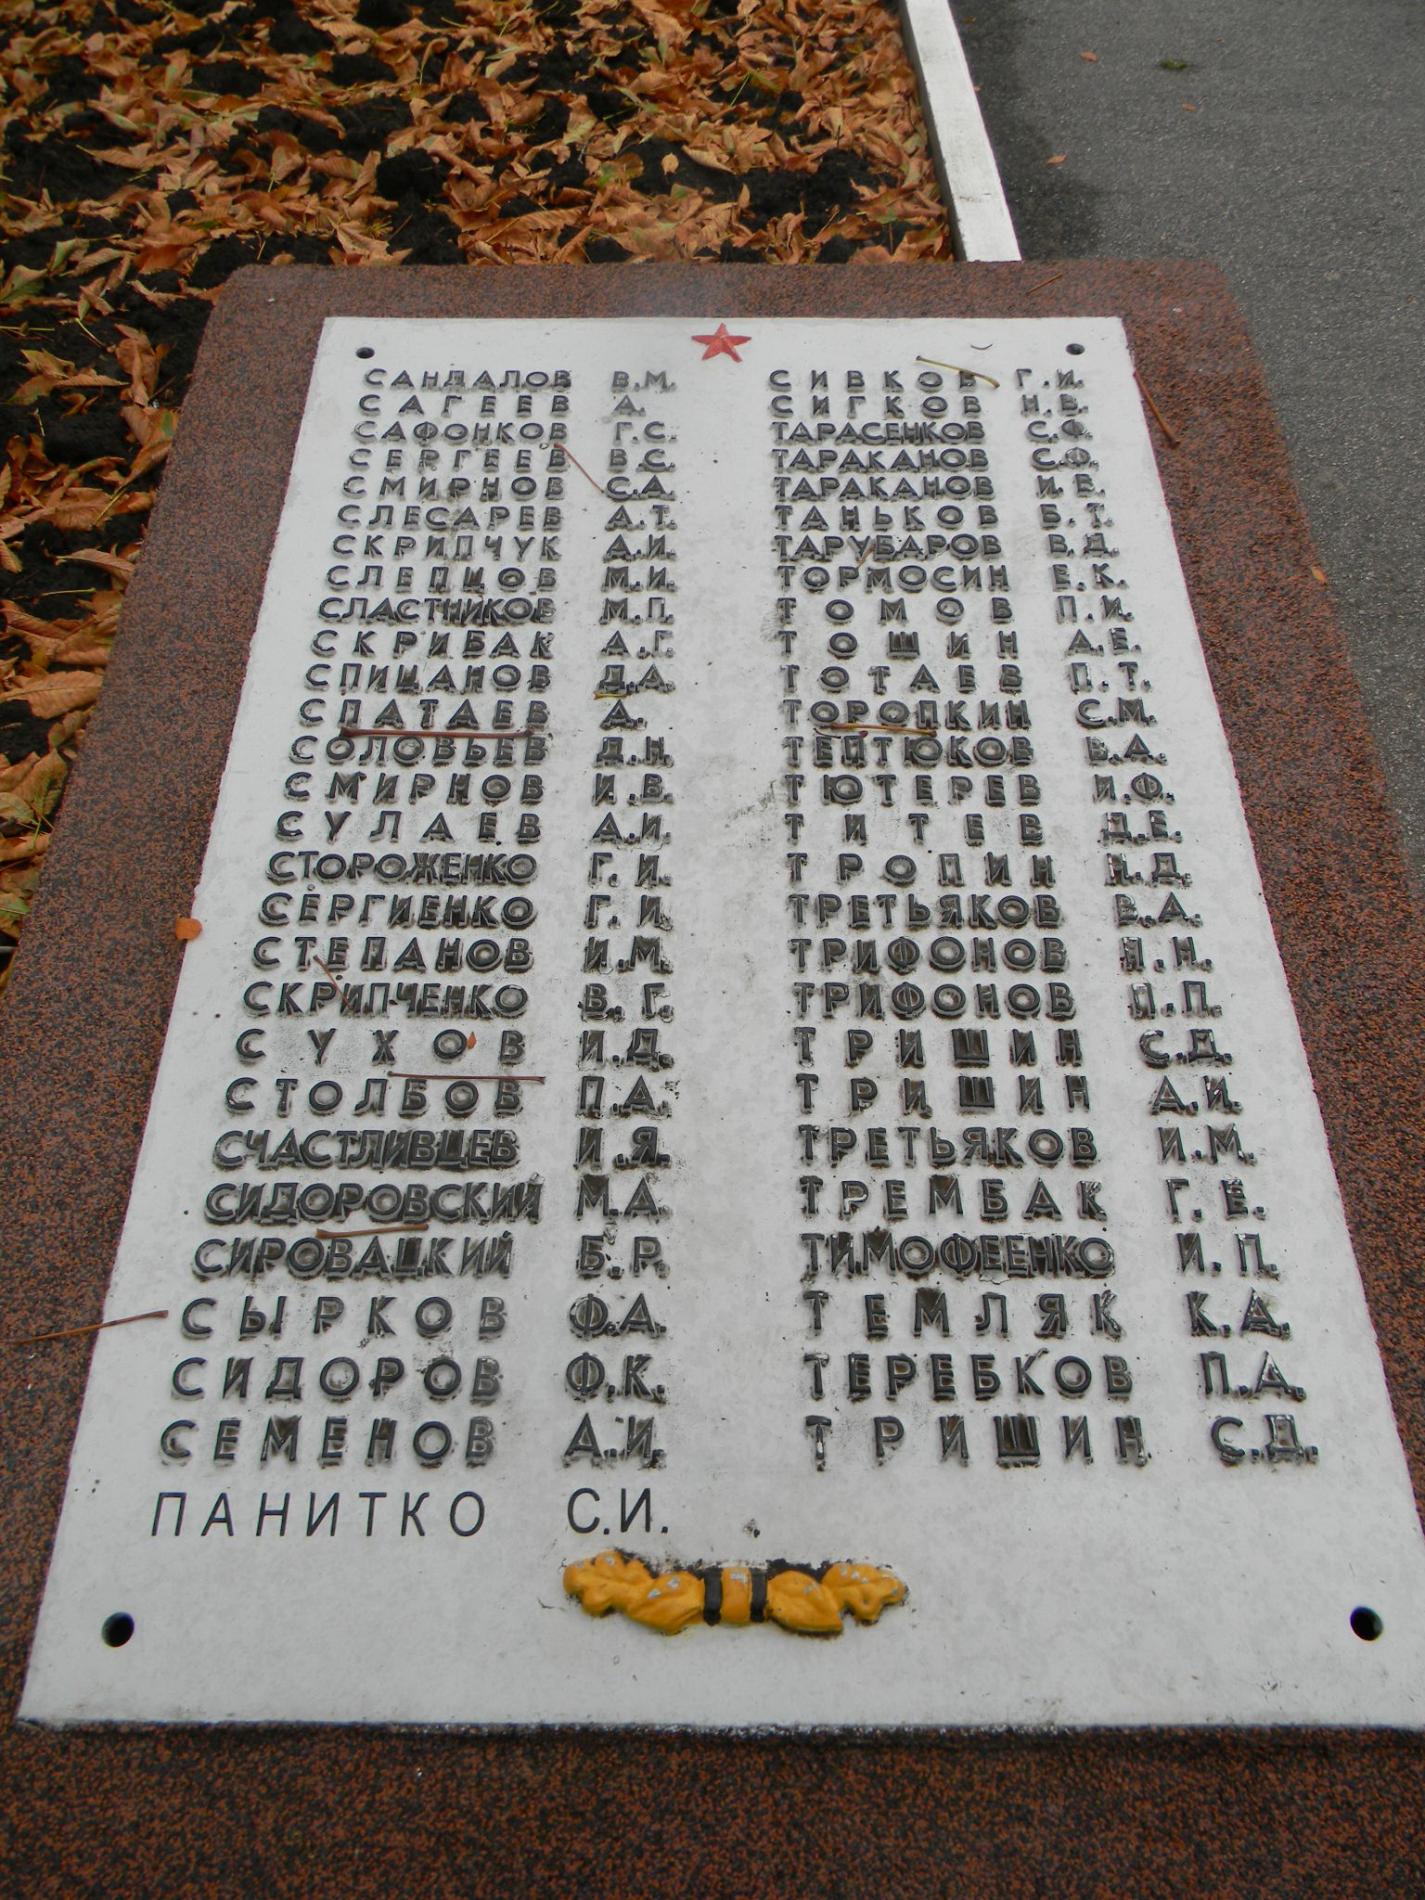 САНДАЛОВ В.М.
САГЕЕВ А.
САФОНКОВ Г.С.
СЕРГЕЕВ В.С.
СМИРНОВ С.А.
СЛЕСАРЕВ А.Т.
СКРИПЧУК А.И.
СЛЕПЦОВ М.И.
СЛАСТНИКОВ М.П.
СКРИБАК А.Г.
СПИЦАНОВ Д.А.
СПАТАЕВ А.
СОЛОВЬЕВ Д.Н.
СМИРНОВ И.В.
СУЛАЕВ А.И.
СТОРОЖЕНКО Г.И.
СЕРГИЕНКО Г.И
СТЕПАНОВ И.М.
СКРИПЧЕНКО В.Г.
СУХОВ И.Д.
СТОЛБОВ П.А.
СЧАСТЛИВЦЕВ И.Я.
СИДОРОВСКИЙ М.А.
СИРОВАЦКИЙ Б.Р.
СЫРКОВ Ф.А.
СИДОРОВ Ф.К.
СЕМЕНОВ А.И.
ПАНИТКО С.И.
СИВКОВ Г.И.
СИГКОВ Н.В.
ТАРАСЕНКОВ С.Ф.
ТАРАКАНОВ С.Ф.
ТАРАКАНОВ И.Е.
ТАНЬКОВ Б.Т.
ТАРУБАРОВ В.Д.
ТОРМОСИН Е.К.
ТОМОВ П.И.
ТОШИН А.Е.
ТОТАЕВ П.Т.
ТОРОПКИН С.М.
ТЕПТЮКОВ В.А.
ТЮТЕРЕВ И.Ф.
ТИТЕВ Д.Е.
ТРОПИН Н.Д.
ТРЕТЬЯКОВ В.А.
ТРИФОНОВ Н.Н.
ТРИФОНОВ П.П.
ТРИШИН С.Д.
ТРИШИН А.И.
ТРЕТЬЯКОВ И.М.
ТРЕМБАК Г.Е.
ТИМОФЕЕНКО И.П.
ТЕМЛЯК К.А.
ТЕРЕБКОВ П.А.
ТРИШИН С.Д.